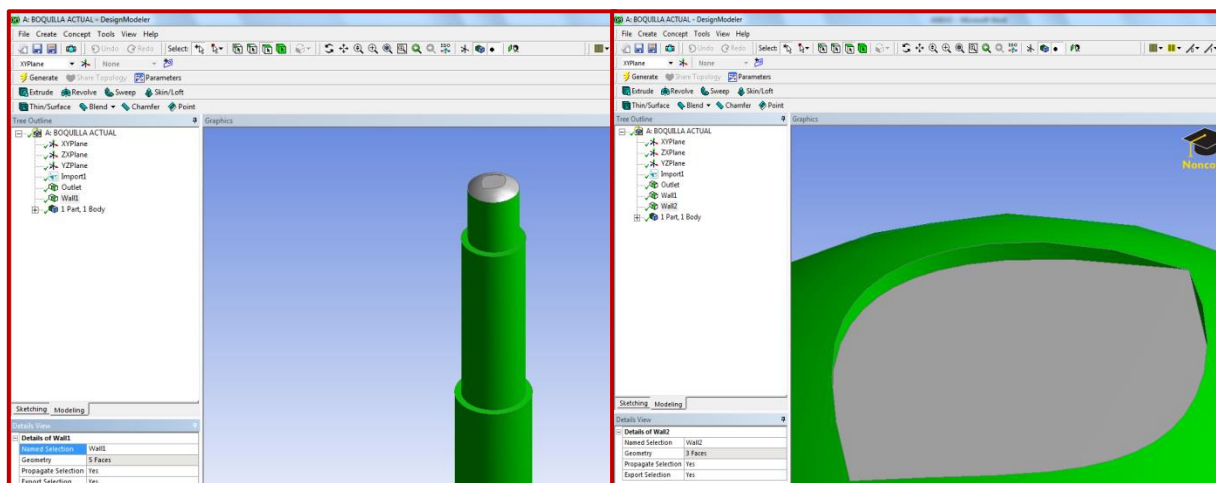 A: BOQUILLA ACTUAL - DesignModeler
File Create Concept Tools View Help
Undo Redo Select:
XYPlane None
Generate Share Topology Parameters
Extrude Revolve Sweep Skin/Loft
Thin/Surface Blend Chamfer Point
Tree Outline
Graphics
A: BOQUILLA ACTUAL
XYPlane
ZXPlane
YZPlane
Import1
Outlet
Wall1
1 Part, 1 Body
Sketching Modeling
Details View
Details of Wall1
Named Selection Wall1
Geometry 5 Faces
Propagate Selection Yes
Export Selection Yes
A: BOQUILLA ACTUAL - DesignModeler
File Create Concept Tools View Help
Undo Redo Select:
XYPlane None
Generate Share Topology Parameters
Extrude Revolve Sweep Skin/Loft
Thin/Surface Blend Chamfer Point
Tree Outline
Graphics
A: BOQUILLA ACTUAL
XYPlane
ZXPlane
YZPlane
Import1
Outlet
Wall1
Wall2
1 Part, 1 Body
Sketching Modeling
Details View
Details of Wall2
Named Selection Wall2
Geometry 3 Faces
Propagate Selection Yes
Export Selection Yes